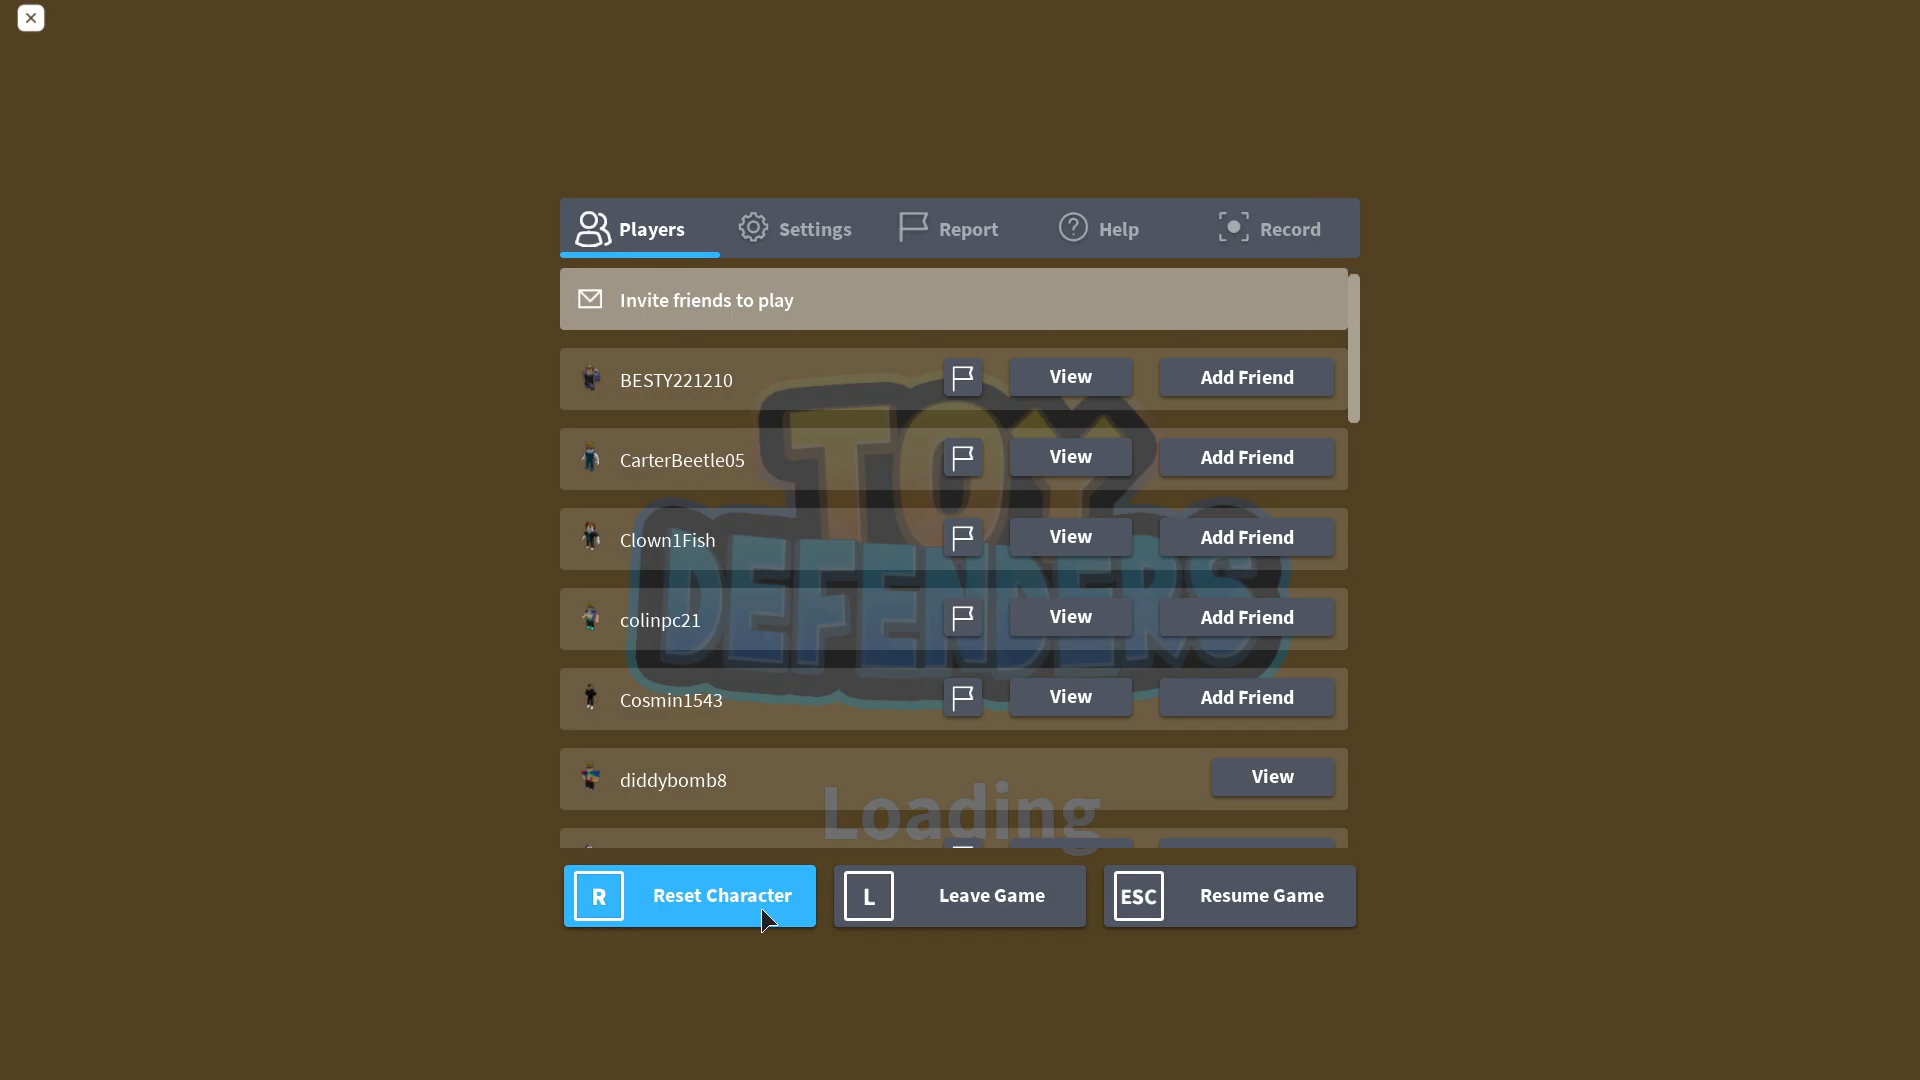 Players Settings Report Help Record
Invite friends to play
BESTY221210 View Add Friend
CarterBeetle05 View Add Friend
Clown1Fish View Add Friend
colinpc21 View Add Friend
Cosmin1543 View Add Friend
diddybomb8 View
TOY
DEFENDERS
Loading
R Reset Character L Leave Game ESC Resume Game